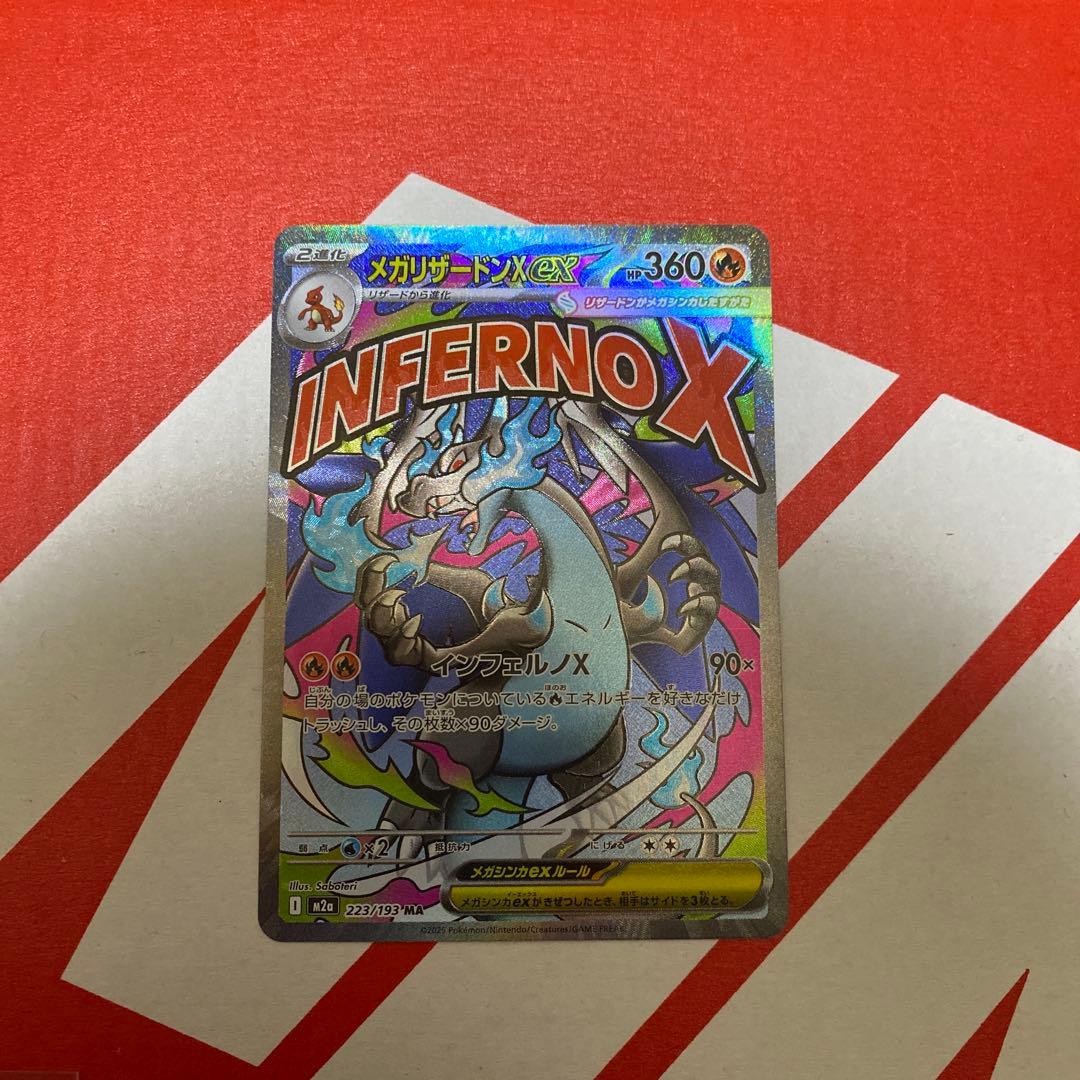 2進化
メガリザードンXex
HP360
リザードから進化
リザードンがメガシンカしたすがた
INFERNO X
インフェルノX 90×
自分の場のポケモンについているエネルギーを好きなだけ
トラッシュし、その枚数×90ダメージ。
弱点 ×2 抵抗力 にげる
メガシンカexルール
メガシンカexがきぜつしたとき、相手はサイドを3枚とる。
Illus. Saboteri
I m2a 223/193 MA
©2025 Pokémon/Nintendo/Creatures/GAME FREAK